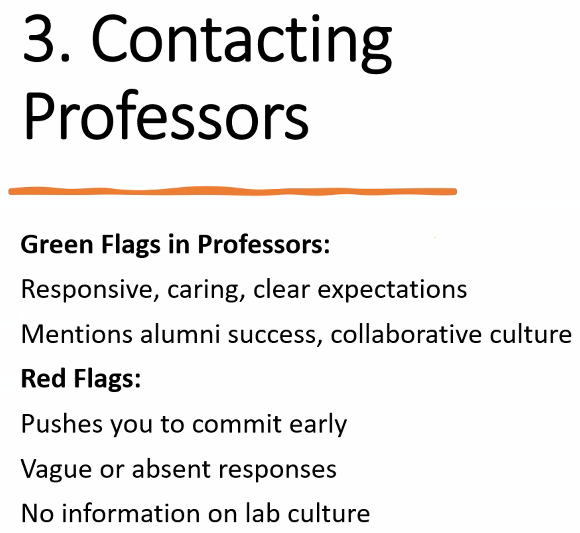 3. Contacting
Professors
Green Flags in Professors:
Responsive, caring, clear expectations
Mentions alumni success, collaborative culture
Red Flags:
Pushes you to commit early
Vague or absent responses
No information on lab culture